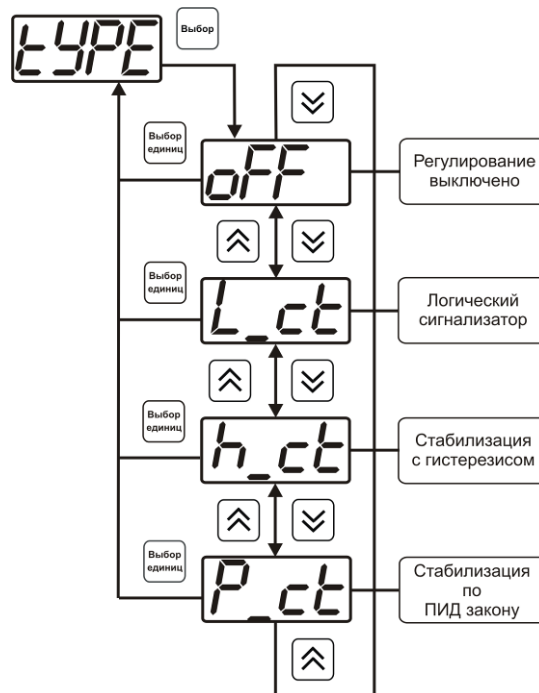 tYPE
Выбор
Выбор
единиц
oFF
Регулирование
выключено
Выбор
единиц
L_ct
Логический
сигнализатор
Выбор
единиц
h_ct
Стабилизация
с гистерезисом
Выбор
единиц
P_ct
Стабилизация
по
ПИД закону